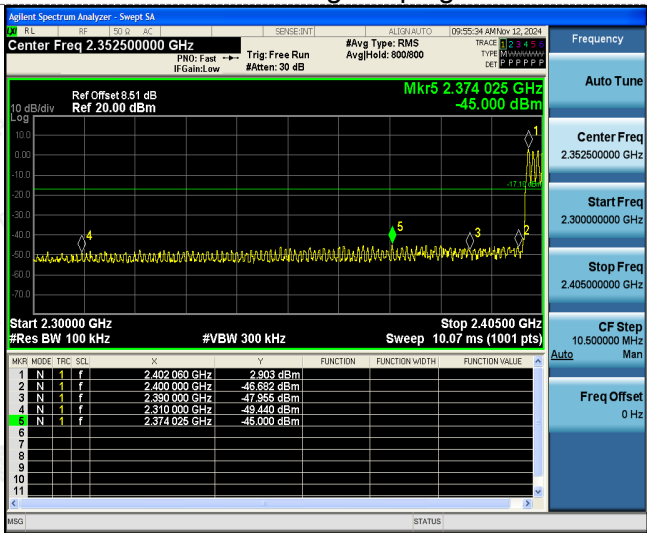 Agilent Spectrum Analyzer - Swept SA
RL RF 50 Ω AC SENSE:INT ALIGNAUTO 09:55:34 AM Nov 12, 2024
Center Freq 2.352500000 GHz
PNO: Fast
IFGain:Low
Trig: Free Run
#Atten: 30 dB
#Avg Type: RMS
Avg|Hold: 800/800
TRACE 1 2 3 4 5 6
TYPE MWWWWW
DET P P P P P P
Ref Offset 8.51 dB
10 dB/div Ref 20.00 dBm
Log
Mkr5 2.374 025 GHz
-45.000 dBm
10.0
0.00
-10.0
-20.0
-30.0
-40.0
-50.0
-60.0
-70.0
1
-17.10 dBm
4
5
3
2
Start 2.30000 GHz Stop 2.40500 GHz
#Res BW 100 kHz #VBW 300 kHz Sweep 10.07 ms (1001 pts)
MKR MODE TRC SCL X Y FUNCTION FUNCTION WIDTH FUNCTION VALUE
1 N 1 f 2.402 060 GHz 2.903 dBm
2 N 1 f 2.400 000 GHz -46.682 dBm
3 N 1 f 2.390 000 GHz -47.955 dBm
4 N 1 f 2.310 000 GHz -49.440 dBm
5 N 1 f 2.374 025 GHz -45.000 dBm
6
7
8
9
10
11
MSG STATUS
Frequency
Auto Tune
Center Freq
2.352500000 GHz
Start Freq
2.300000000 GHz
Stop Freq
2.405000000 GHz
CF Step
10.500000 MHz
Auto Man
Freq Offset
0 Hz